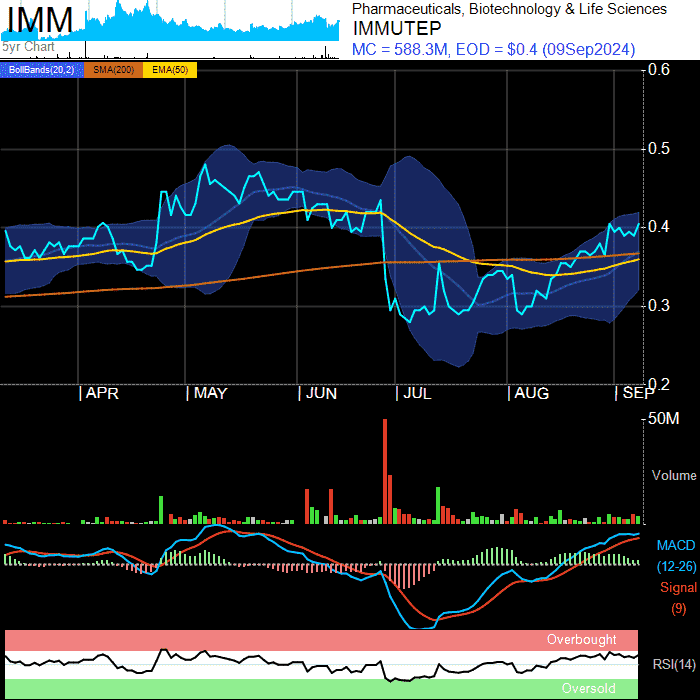 IMM
5yr Chart
Pharmaceuticals, Biotechnology & Life Sciences
IMMUTEP
MC = 588.3M, EOD = $0.4 (09Sep2024)
BollBands(20,2) SMA(200) EMA(50)
0.6
0.5
0.4
0.3
0.2
APR MAY JUN JUL AUG SEP
50M
Volume
MACD
(12-26)
Signal
(9)
Overbought
RSI(14)
Oversold